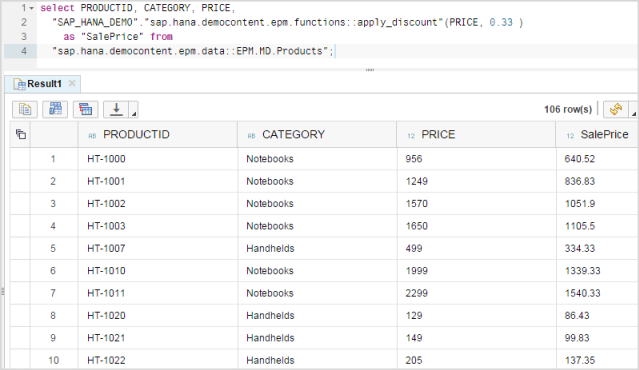 1 select PRODUCTID, CATEGORY, PRICE,
2 "SAP_HANA_DEMO"."sap.hana.democontent.epm.functions::apply_discount"(PRICE, 0.33 )
3 as "SalePrice" from
4 "sap.hana.democontent.epm.data::EPM.MD.Products";
Result1
106 row(s)
AB PRODUCTID AB CATEGORY 12 PRICE 12 SalePrice
1 HT-1000 Notebooks 956 640.52
2 HT-1001 Notebooks 1249 836.83
3 HT-1002 Notebooks 1570 1051.9
4 HT-1003 Notebooks 1650 1105.5
5 HT-1007 Handhelds 499 334.33
6 HT-1010 Notebooks 1999 1339.33
7 HT-1011 Notebooks 2299 1540.33
8 HT-1020 Handhelds 129 86.43
9 HT-1021 Handhelds 149 99.83
10 HT-1022 Handhelds 205 137.35